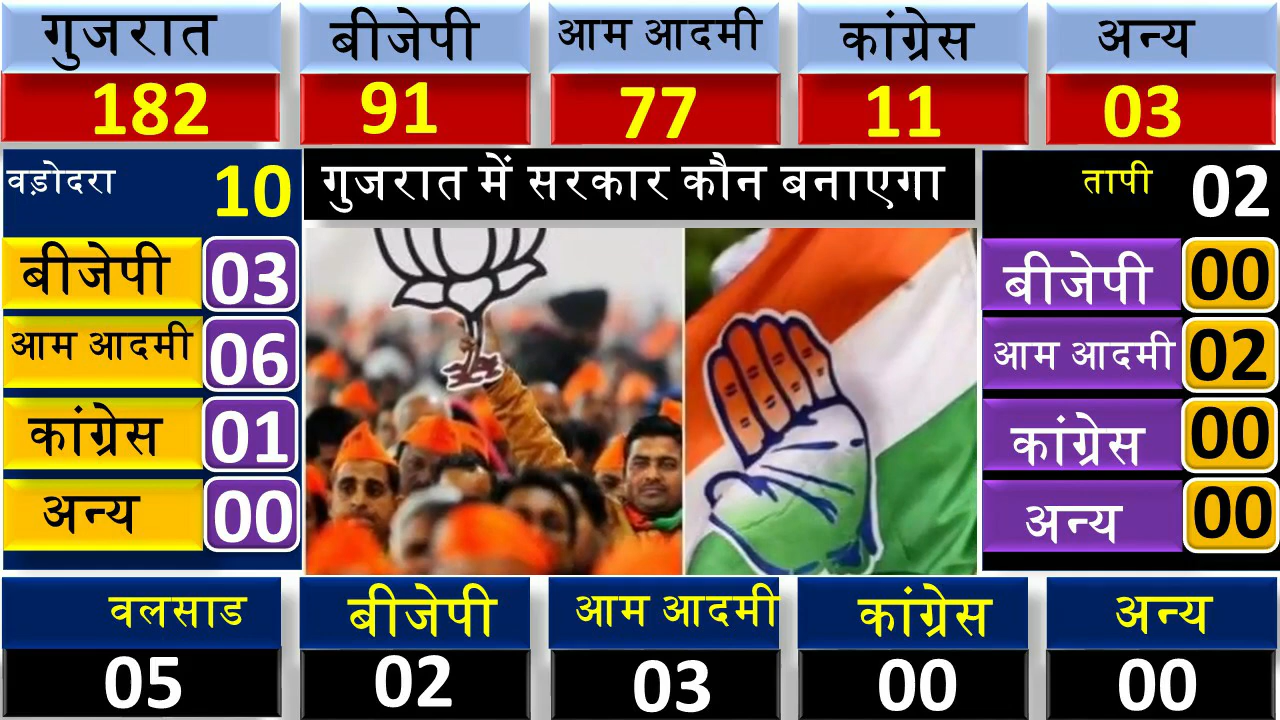 गुजरात बीजेपी आम आदमी कांग्रेस अन्य
182 91 77 11 03
वड़ोदरा 10
बीजेपी 03
आम आदमी 06
कांग्रेस 01
अन्य 00
गुजरात में सरकार कौन बनाएगा
तापी 02
बीजेपी 00
आम आदमी 02
कांग्रेस 00
अन्य 00
वलसाड बीजेपी आम आदमी कांग्रेस अन्य
05 02 03 00 00